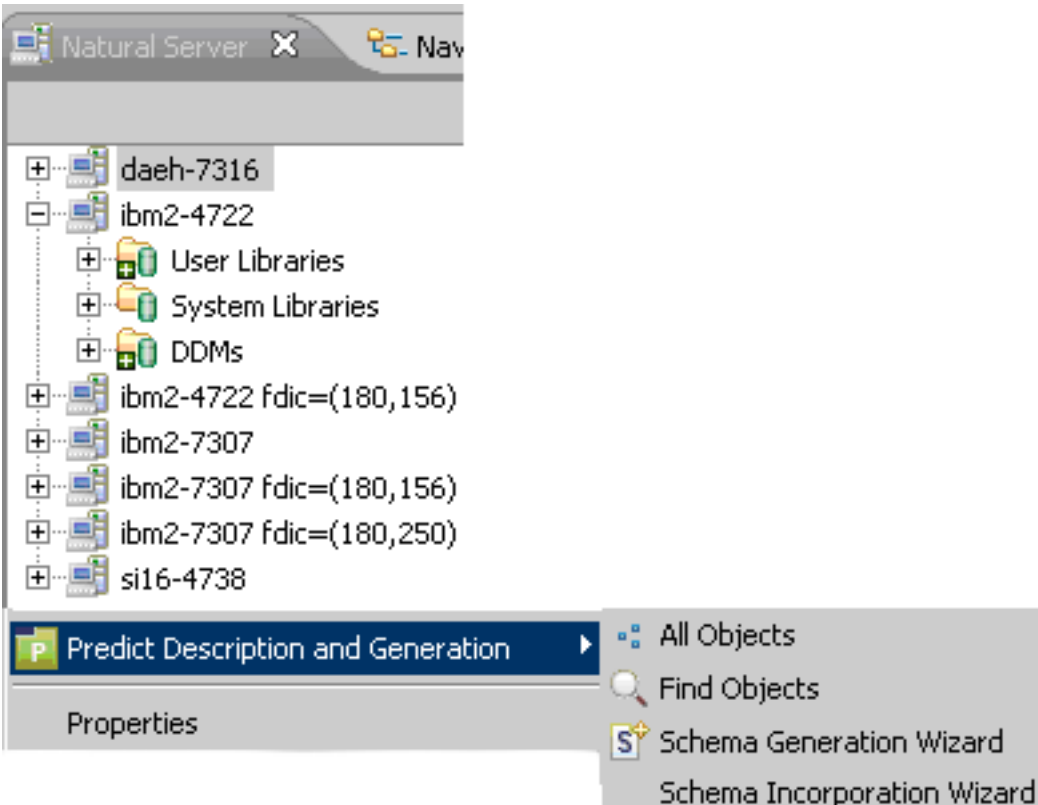 Natural Server Nav
daeh-7316
ibm2-4722
User Libraries
System Libraries
DDMs
ibm2-4722 fdic=(180,156)
ibm2-7307
ibm2-7307 fdic=(180,156)
ibm2-7307 fdic=(180,250)
si16-4738
P Predict Description and Generation
Properties
All Objects
Find Objects
S Schema Generation Wizard
Schema Incorporation Wizard